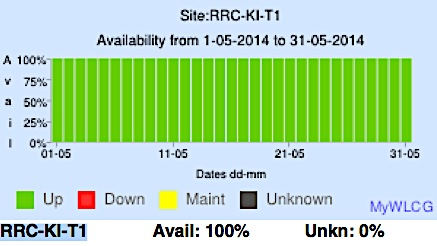 Site:RRC-KI-T1
Availability from 1-05-2014 to 31-05-2014
Avail
100%
75%
50%
25%
0%
01-05 11-05 21-05 31-05
Dates dd-mm
Up Down Maint Unknown
MyWLCG
RRC-KI-T1 Avail: 100% Unkn: 0%